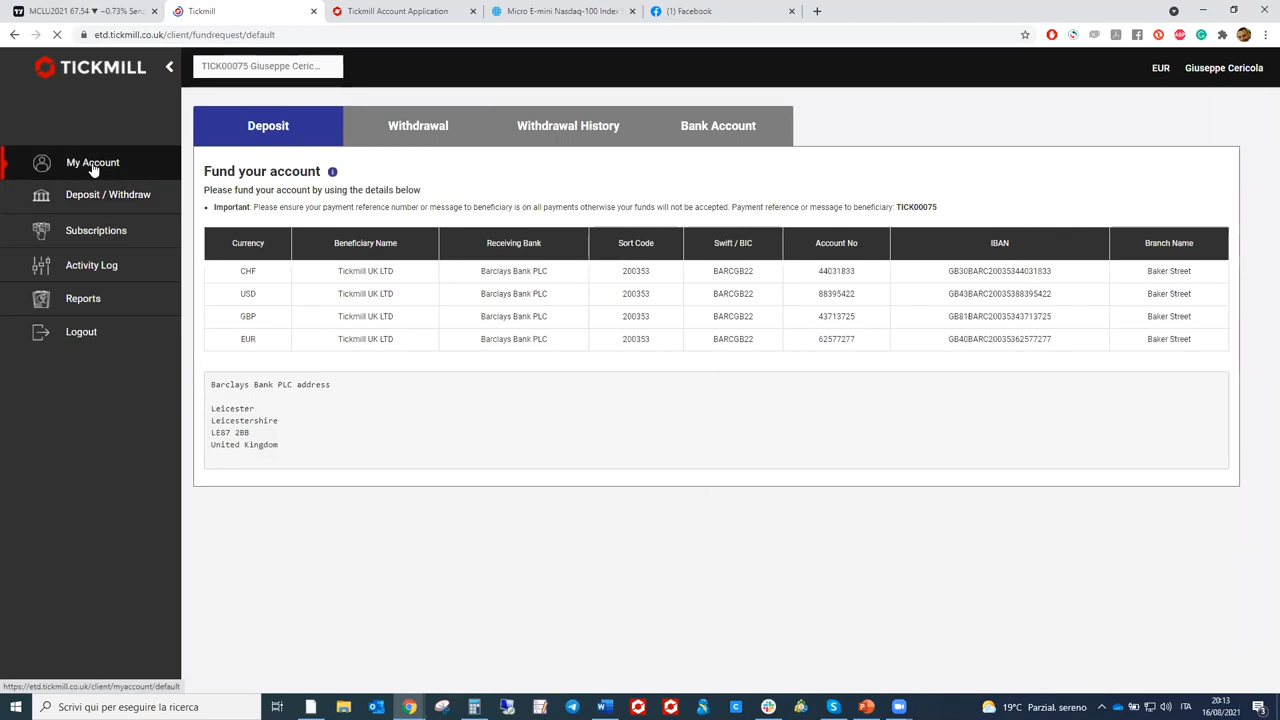 MCLU2021 67.54 ▼ −0.73% Sen
Tickmill
Tickmill Account Application
Micro E-mini Nasdaq-100 Index
(1) Facebook
etd.tickmill.co.uk/client/fundrequest/default
TICKMILL
TICK00075 Giuseppe Ceric...
EUR
Giuseppe Cericola
My Account
Deposit / Withdraw
Subscriptions
Activity Log
Reports
Logout
Deposit Withdrawal Withdrawal History Bank Account
Fund your account
Please fund your account by using the details below
Important: Please ensure your payment reference number or message to beneficiary is on all payments otherwise your funds will not be accepted. Payment reference or message to beneficiary: TICK00075
Currency Beneficiary Name Receiving Bank Sort Code Swift / BIC Account No IBAN Branch Name
CHF Tickmill UK LTD Barclays Bank PLC 200353 BARCGB22 44031833 GB30BARC20035344031833 Baker Street
USD Tickmill UK LTD Barclays Bank PLC 200353 BARCGB22 88395422 GB43BARC20035388395422 Baker Street
GBP Tickmill UK LTD Barclays Bank PLC 200353 BARCGB22 43713725 GB81BARC20035343713725 Baker Street
EUR Tickmill UK LTD Barclays Bank PLC 200353 BARCGB22 62577277 GB40BARC20035362577277 Baker Street
Barclays Bank PLC address
Leicester
Leicestershire
LE87 2BB
United Kingdom
https://etd.tickmill.co.uk/client/myaccount/default
Scrivi qui per eseguire la ricerca
19°C Parzial. sereno
ITA
20:13
16/08/2021